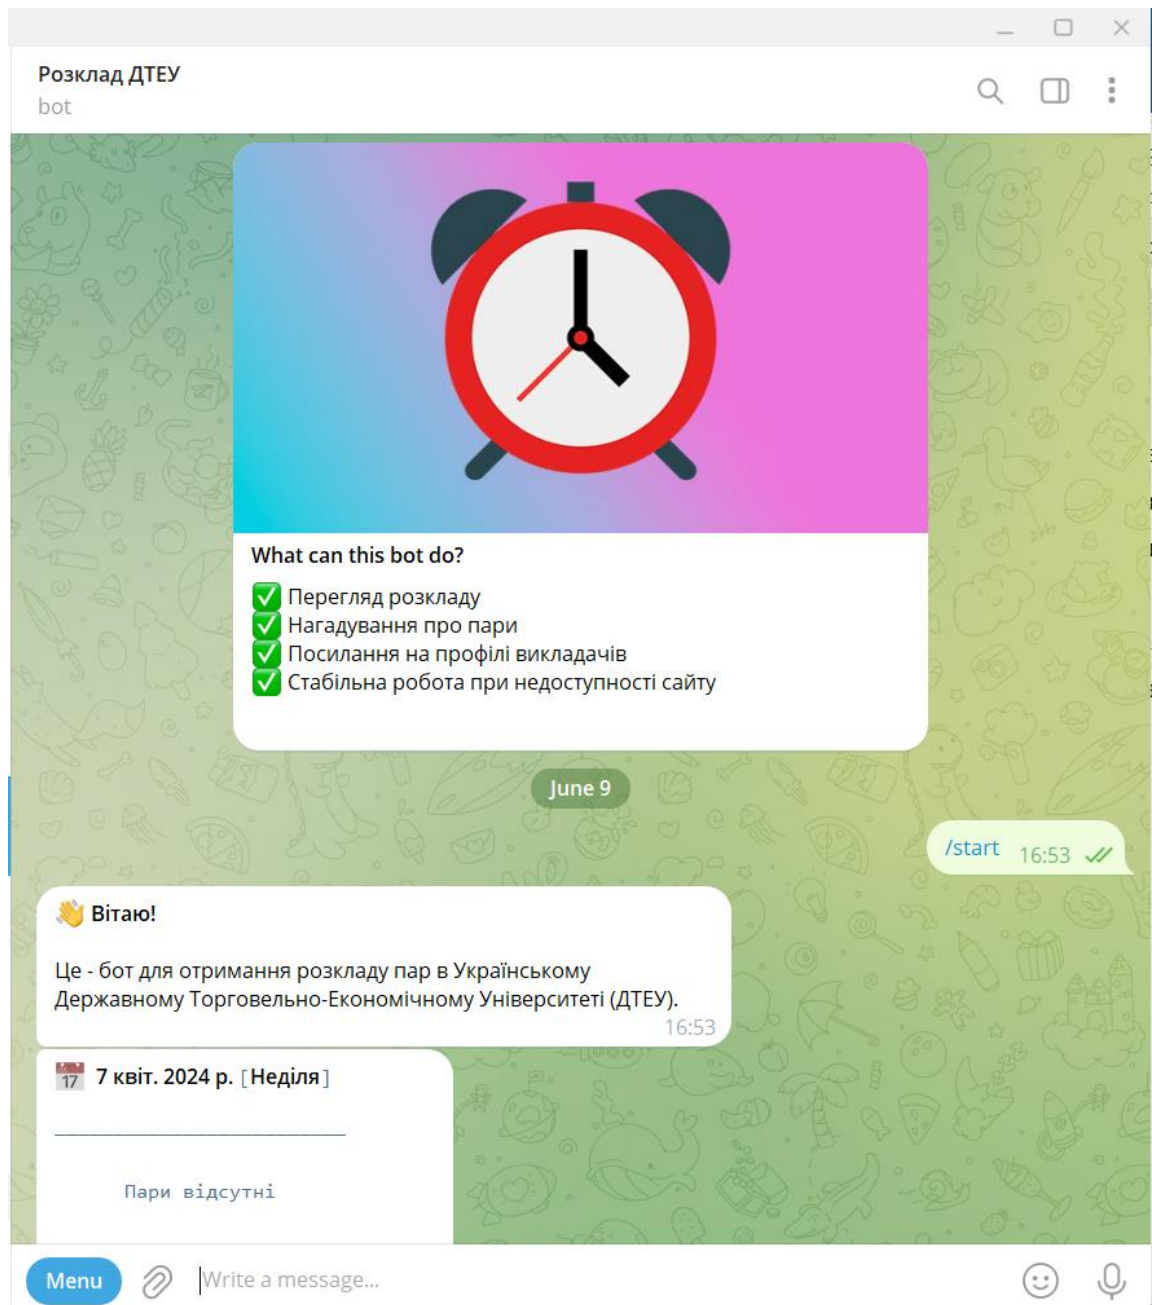 Розклад ДТЕУ
bot
What can this bot do?
✅ Перегляд розкладу
✅ Нагадування про пари
✅ Посилання на профілі викладачів
✅ Стабільна робота при недоступності сайту
June 9
/start 16:53
👋 Вітаю!
Це - бот для отримання розкладу пар в Українському
Державному Торговельно-Економічному Університеті (ДТЕУ).
16:53
📅 7 квіт. 2024 р. [Неділя]
Пари відсутні
Menu
Write a message...